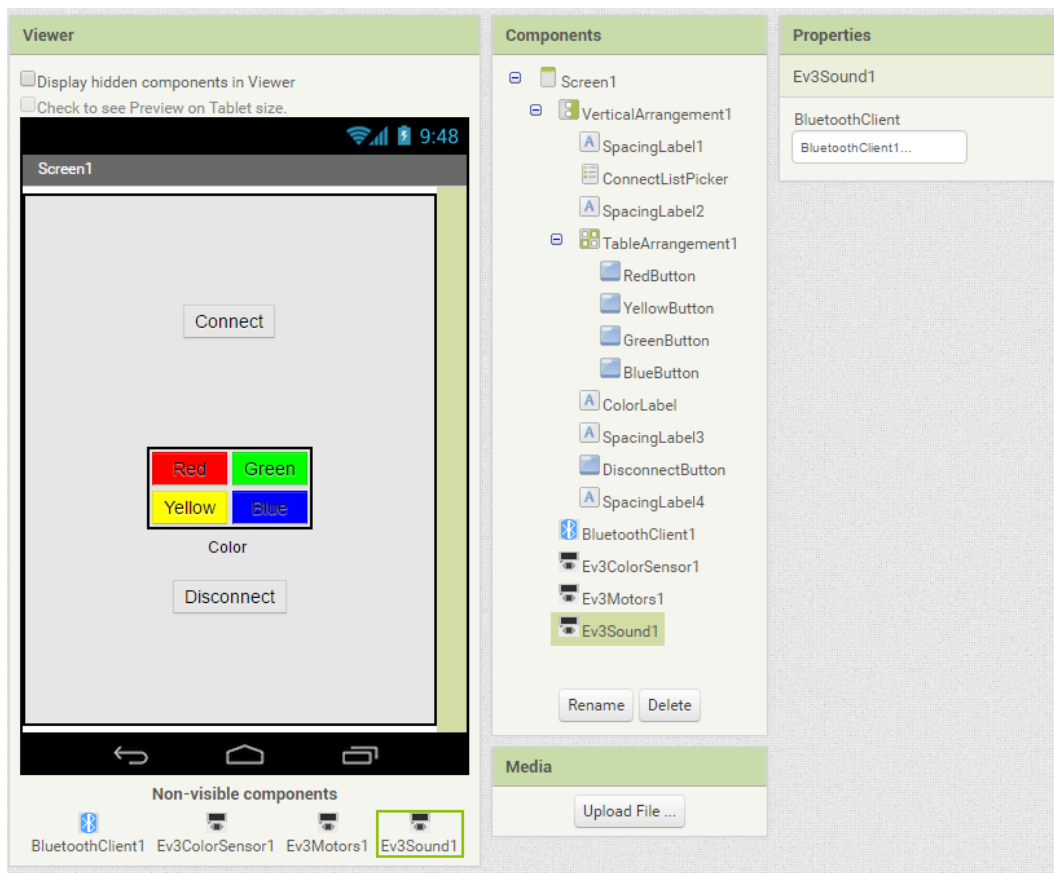 Viewer
Display hidden components in Viewer
Check to see Preview on Tablet size.
9:48
Screen1
Connect
Red Green
Yellow Blue
Color
Disconnect
Non-visible components
BluetoothClient1 Ev3ColorSensor1 Ev3Motors1 Ev3Sound1
Components
Screen1
VerticalArrangement1
A SpacingLabel1
ConnectListPicker
A SpacingLabel2
TableArrangement1
RedButton
YellowButton
GreenButton
BlueButton
A ColorLabel
A SpacingLabel3
DisconnectButton
A SpacingLabel4
BluetoothClient1
Ev3ColorSensor1
Ev3Motors1
Ev3Sound1
Rename Delete
Media
Upload File ...
Properties
Ev3Sound1
BluetoothClient
BluetoothClient1...